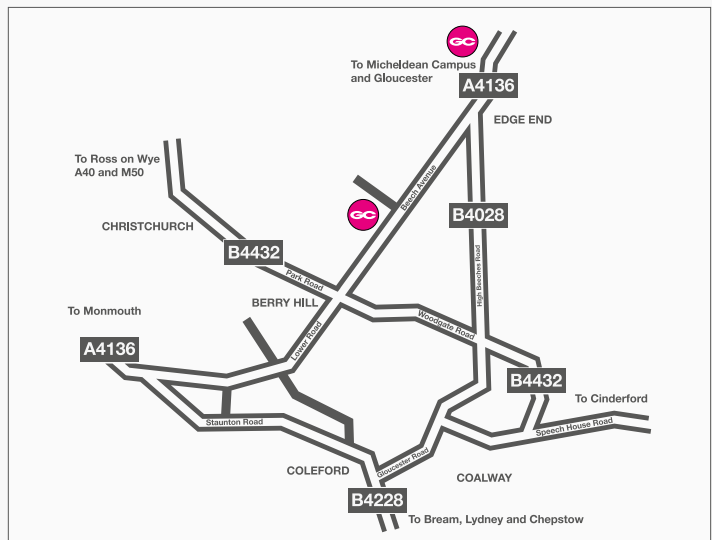 GC
To Micheldean Campus
and Gloucester
A4136
EDGE END
To Ross on Wye
A40 and M50
Beech Avenue
GC
B4028
CHRISTCHURCH
B4432
High Beeches Road
Park Road
BERRY HILL
To Monmouth
Woodgate Road
Lower Road
A4136
B4432
To Cinderford
Staunton Road
Speech House Road
Gloucester Road
COLEFORD
COALWAY
B4228
To Bream, Lydney and Chepstow